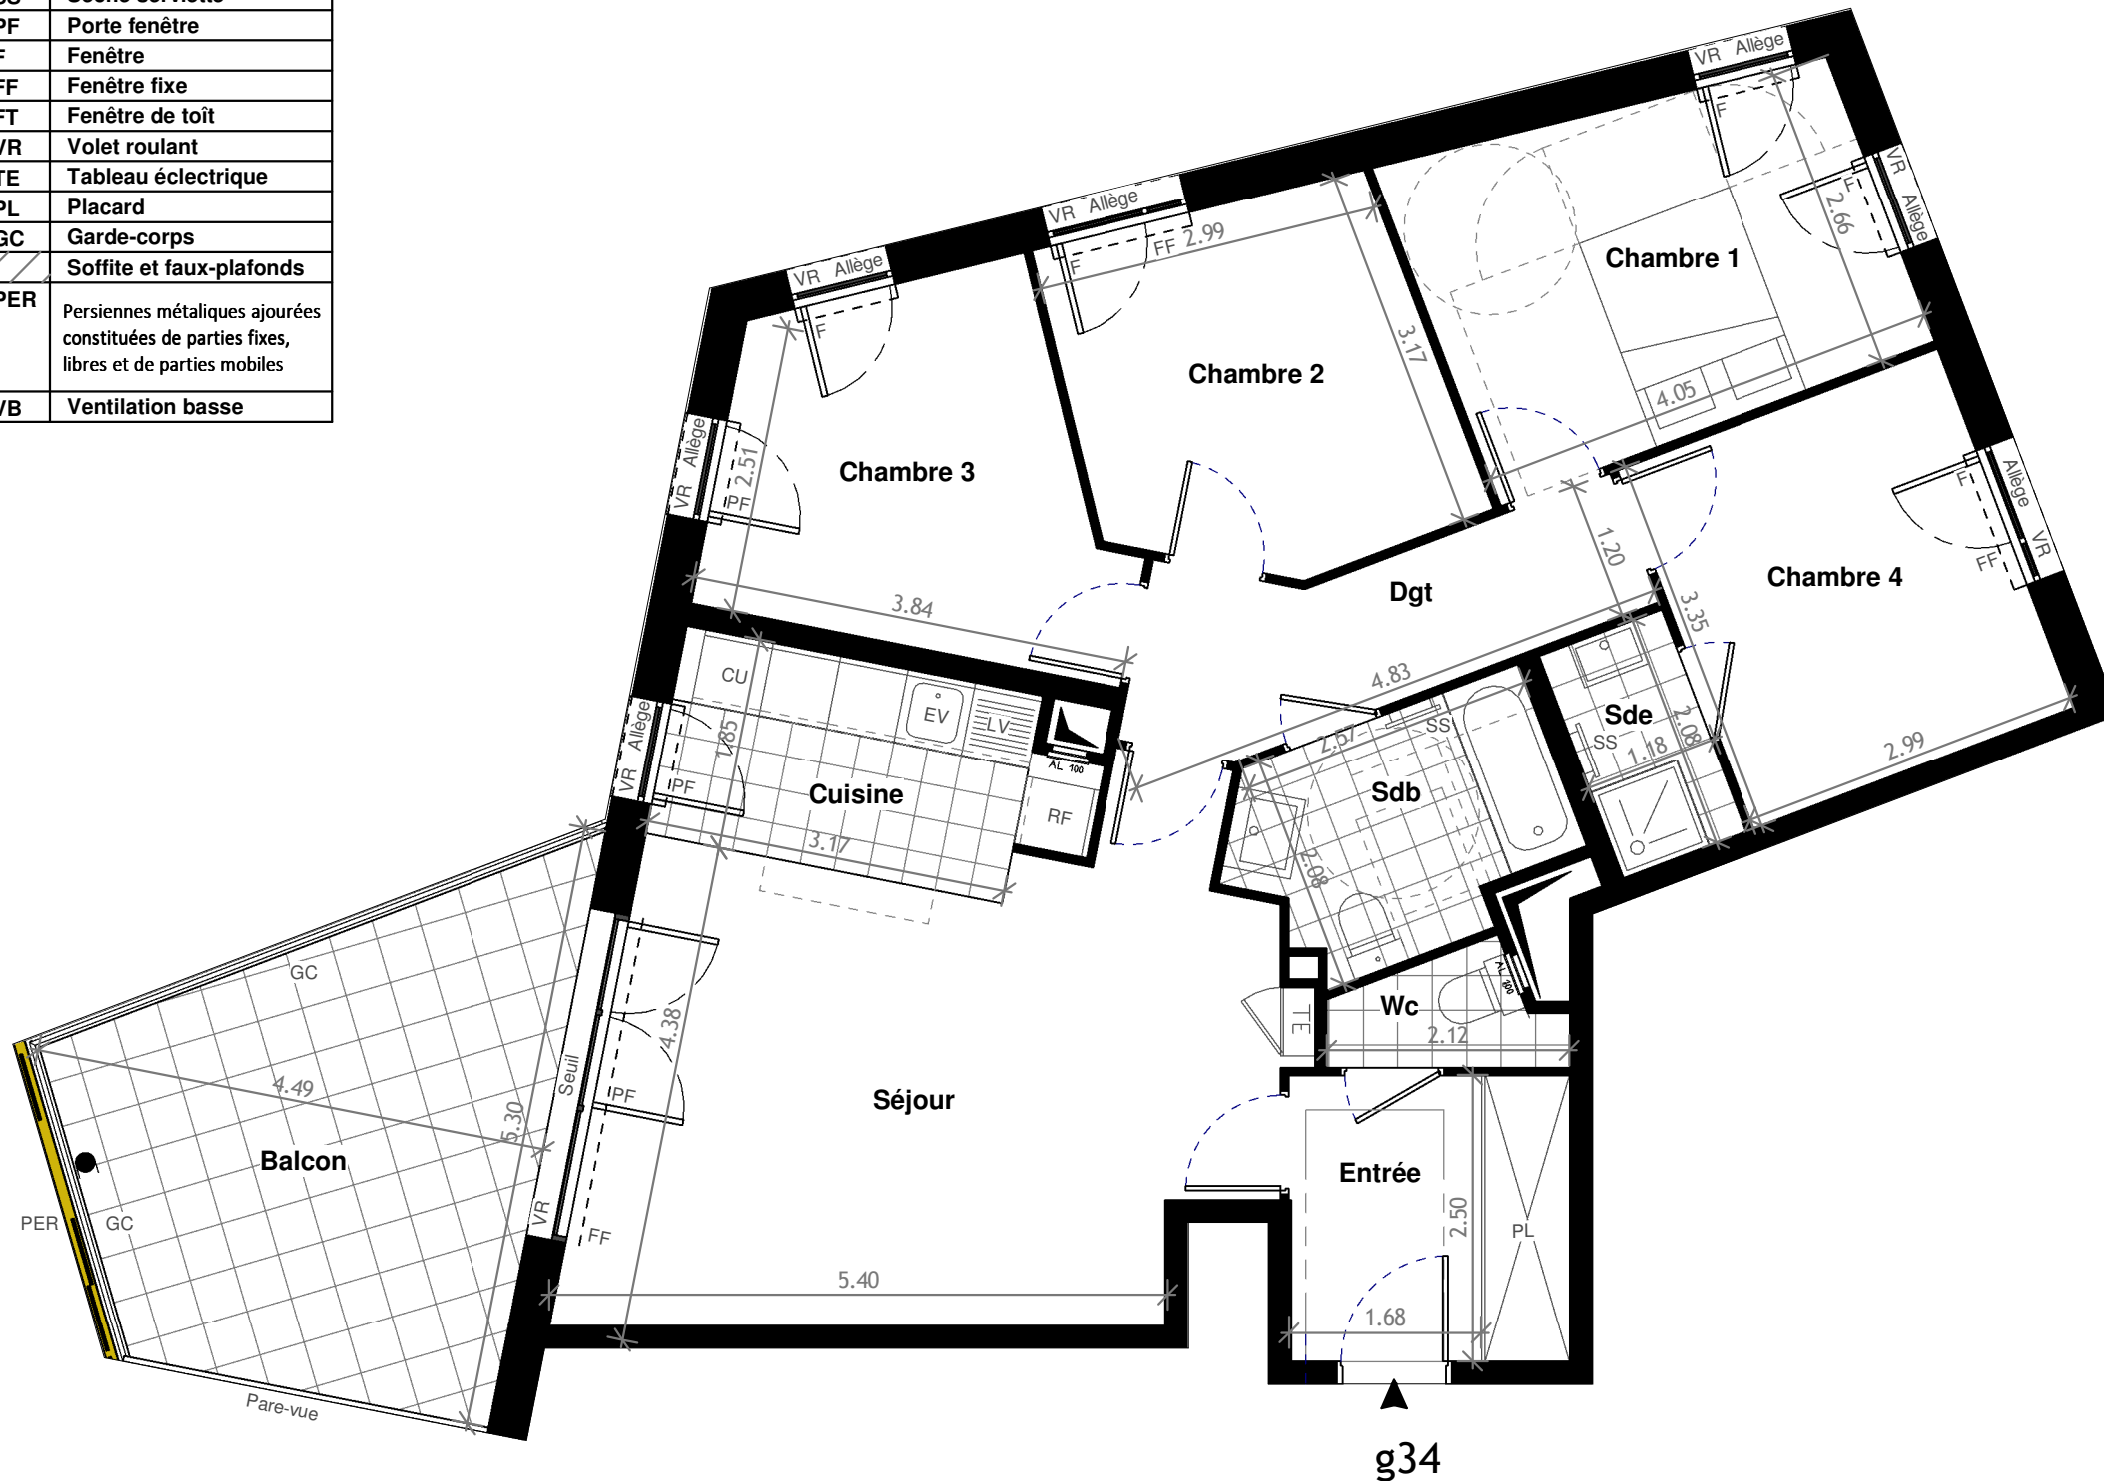 Porte fenêtre
Fenêtre
Fenêtre fixe
Fenêtre de toît
Volet roulant
Tableau éclectrique
Placard
Garde-corps
Soffite et faux-plafonds
PER
Persiennes métaliques ajourées
constituées de parties fixes,
libres et de parties mobiles
VB
Ventilation basse
VR Allège
F
VR Allège
F
2.66
VR Allège
F
FF 2.99
Chambre 1
VR Allège
F
3.17
Chambre 2
4.05
VR Allège
PF
2.51
Chambre 3
Allège VR
F
FF
1.20
Chambre 4
Dgt
3.35
3.84
4.83
2.99
CU
EV
LV
1.85
VR Allège
PF
AL 100
RF
Cuisine
3.17
2.57
SS
Sdb
2.08
Sde
SS
1.18
2.08
AL 100
Wc
2.12
TE
GC
4.49
5.30
Balcon
PER
GC
Pare-vue
Seuil
VR
4.38
PF
FF
Séjour
5.40
Entrée
2.50
PL
1.68
g34